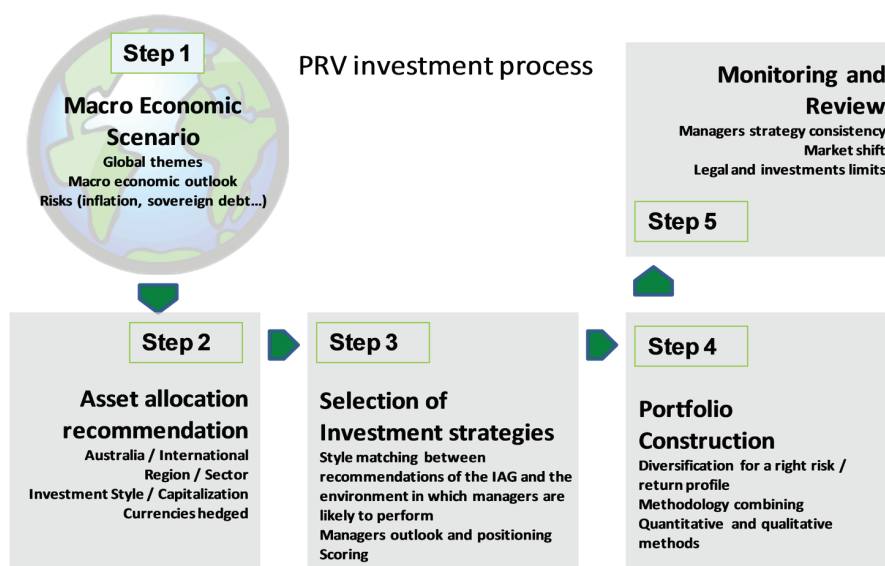 PRV investment process
Step 1
Macro Economic
Scenario
Global themes
Macro economic outlook
Risks (inflation, sovereign debt...)
Step 2
Asset allocation
recommendation
Australia / International
Region / Sector
Investment Style / Capitalization
Currencies hedged
Step 3
Selection of
Investment strategies
Style matching between
recommendations of the IAG and the
environment in which managers are
likely to perform
Managers outlook and positioning
Scoring
Step 4
Portfolio
Construction
Diversification for a right risk /
return profile
Methodology combining
Quantitative and qualitative
methods
Monitoring and
Review
Managers strategy consistency
Market shift
Legal and investments limits
Step 5